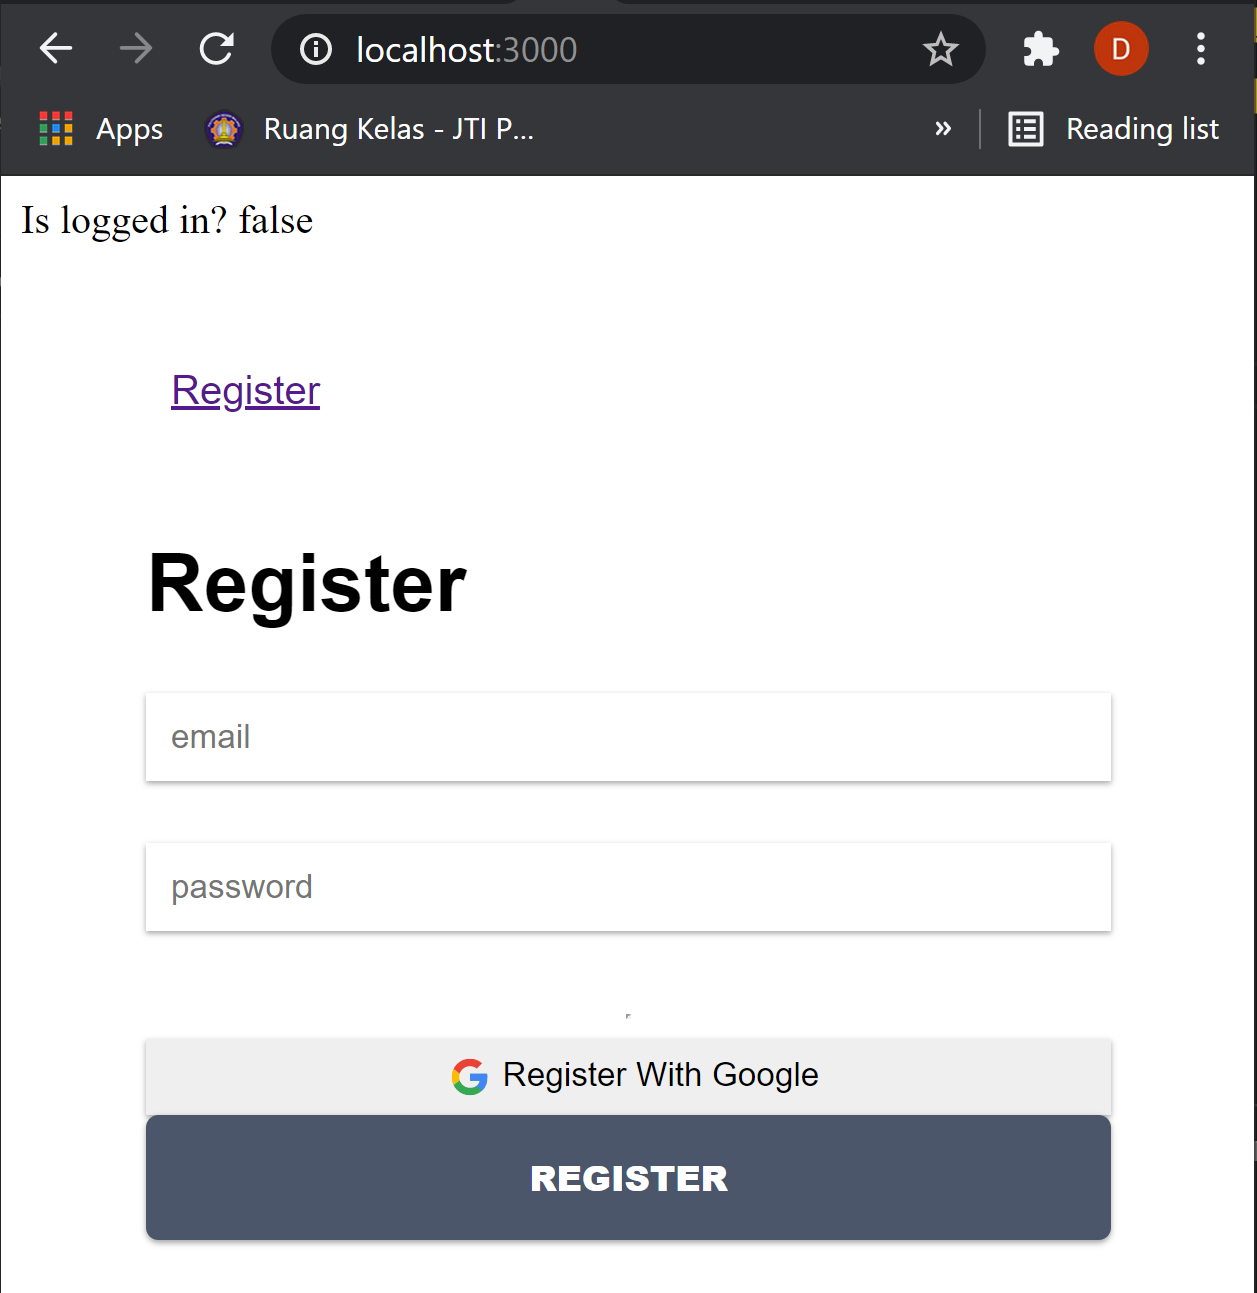 localhost:3000
D
Apps
Ruang Kelas - JTI P...
»
Reading list
Is logged in? false
Register
Register
email
password
Register With Google
REGISTER